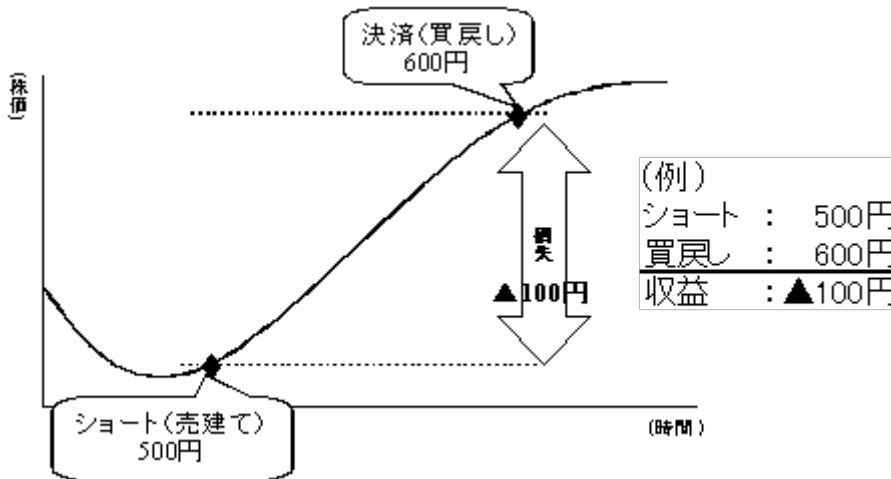 決済(買戻し)
600円
(株価)
損失
▲100円
(例)
ショート : 500円
買戻し : 600円
収益 :▲100円
ショート(売建て)
500円
(時間)